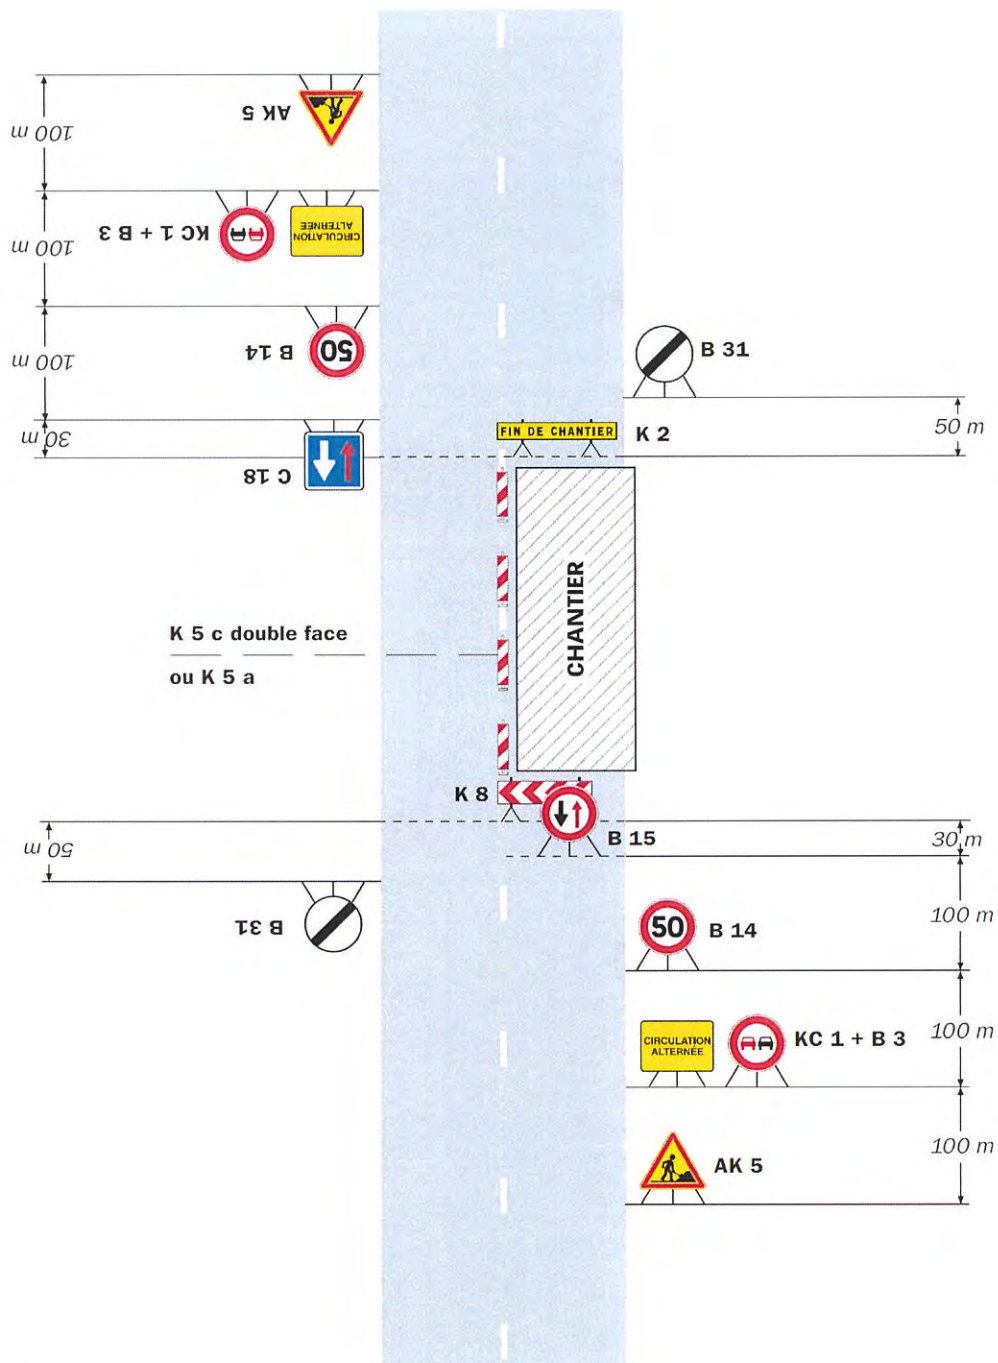 100 m
AK 5
100 m
KC 1 + B 3
CIRCULATION
ALTERNÉE
100 m
B 14
50
B 31
30 m
C 18
FIN DE CHANTIER
K 2
50 m
CHANTIER
K 5 c double face
ou K 5 a
K 8
B 15
50 m
30 m
B 31
50
B 14
100 m
CIRCULATION
ALTERNÉE
KC 1 + B 3
100 m
AK 5
100 m